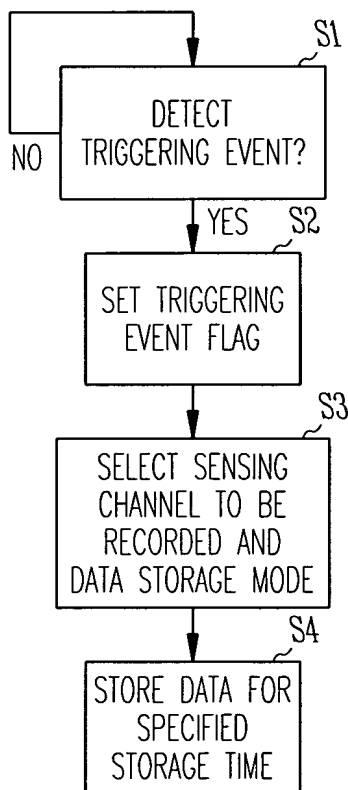 S1
DETECT
TRIGGERING EVENT?
NO
YES
S2
SET TRIGGERING
EVENT FLAG
S3
SELECT SENSING
CHANNEL TO BE
RECORDED AND
DATA STORAGE MODE
S4
STORE DATA FOR
SPECIFIED
STORAGE TIME